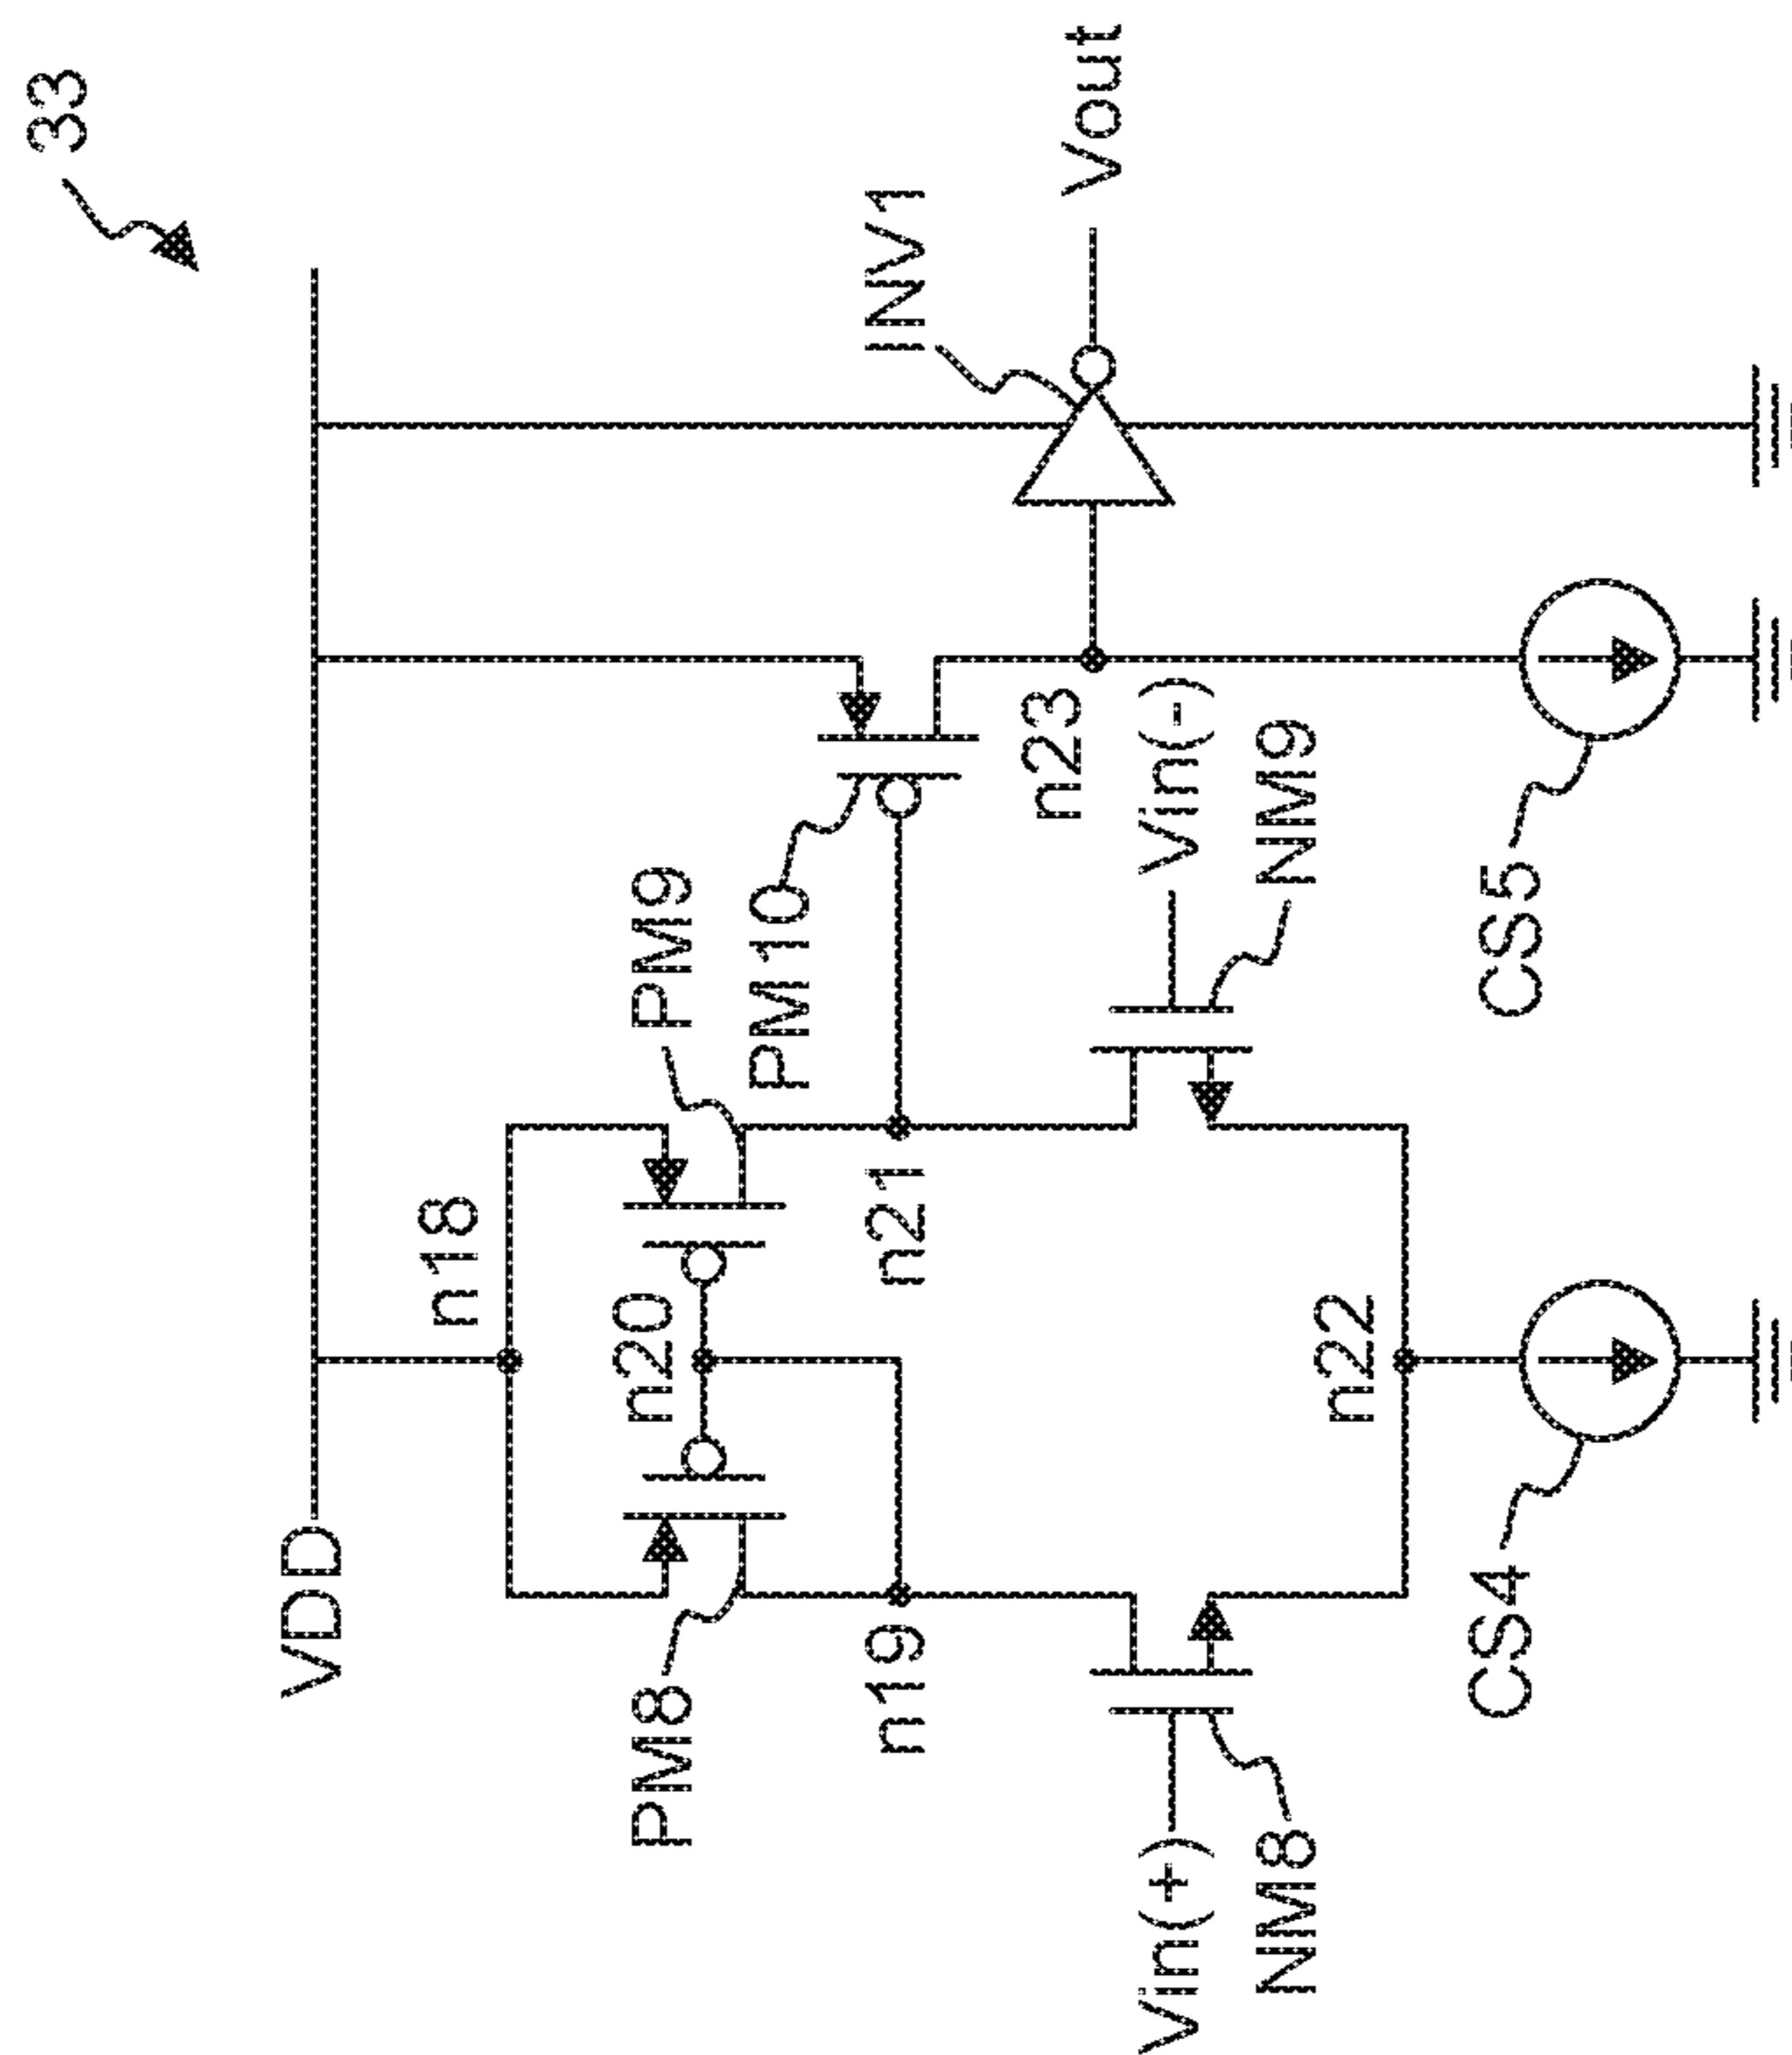 33
VDD
n18
PM8
n20
PM9
PM10
INV1
n19
n21
n23
Vout
Vin(+)
Vin(-)
NM8
NM9
n22
CS4
CS5